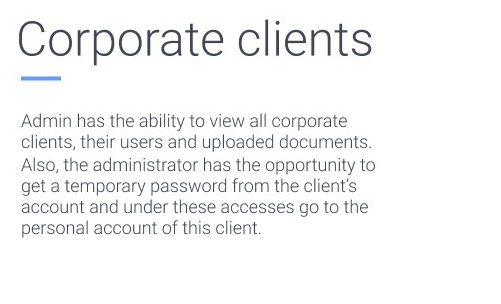 Corporate clients
Admin has the ability to view all corporate
clients, their users and uploaded documents.
Also, the administrator has the opportunity to
get a temporary password from the client's
account and under these accesses go to the
personal account of this client.